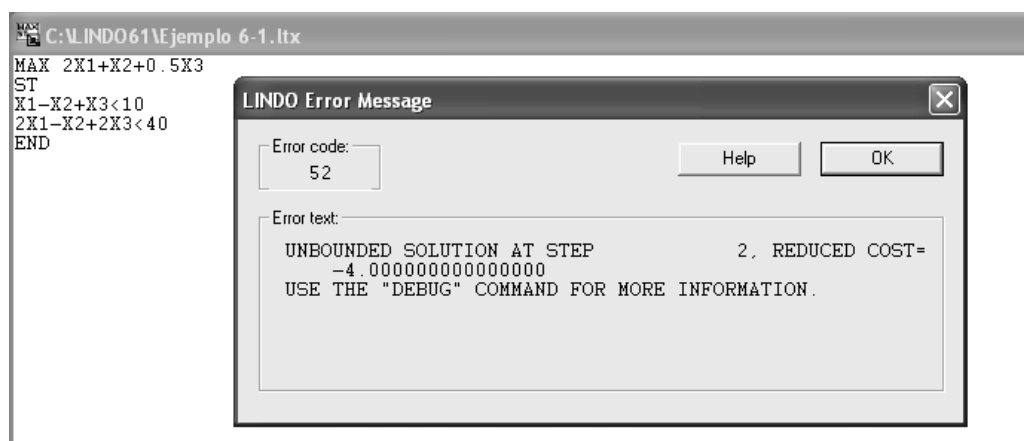 C:\LINDO61\Ejemplo 6-1.ltx
MAX 2X1+X2+0.5X3
ST
X1-X2+X3<10
2X1-X2+2X3<40
END
LINDO Error Message
Error code:
52
Help
OK
Error text:
UNBOUNDED SOLUTION AT STEP 2, REDUCED COST=
-4.000000000000000
USE THE "DEBUG" COMMAND FOR MORE INFORMATION.